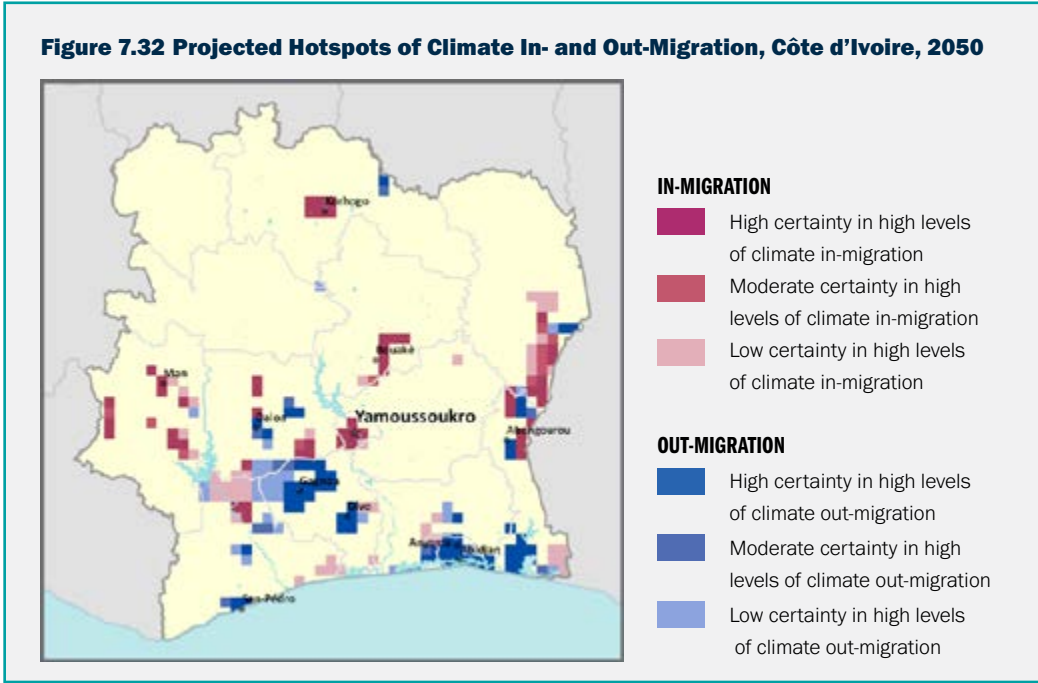 Figure 7.32 Projected Hotspots of Climate In- and Out-Migration, Côte d’Ivoire, 2050
Korhogo
Bouaké
Man
Daloa
Yamoussoukro
Abengourou
Gagnoa
Divo
Abidjan
San-Pédro
IN-MIGRATION
High certainty in high levels
of climate in-migration
Moderate certainty in high
levels of climate in-migration
Low certainty in high levels
of climate in-migration
OUT-MIGRATION
High certainty in high levels
of climate out-migration
Moderate certainty in high
levels of climate out-migration
Low certainty in high levels
of climate out-migration